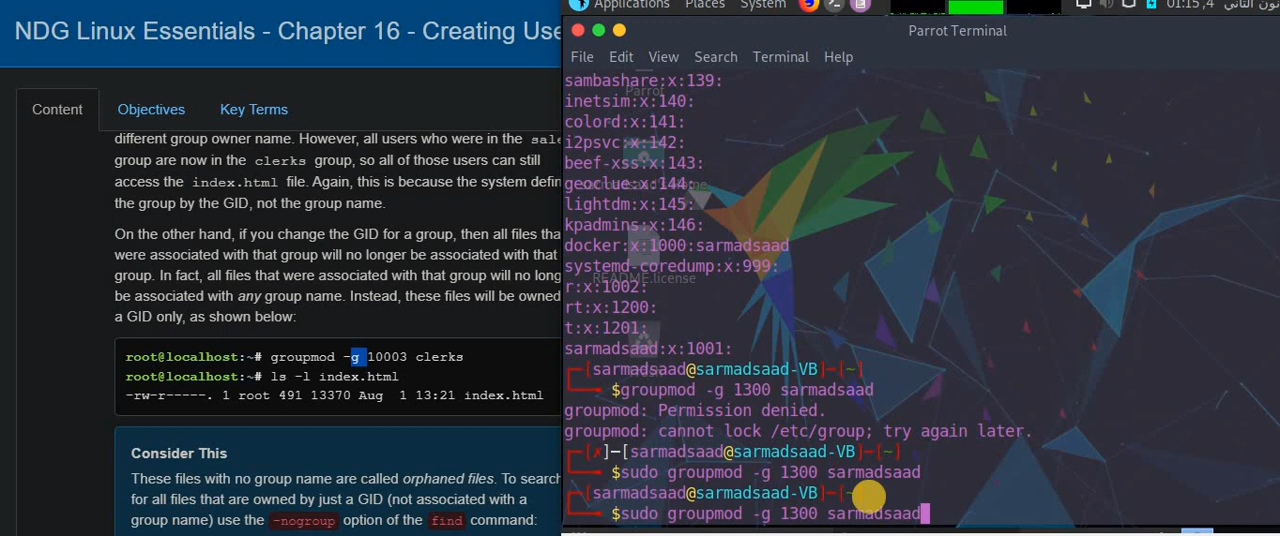 NDG Linux Essentials - Chapter 16 - Creating Use
Content
Objectives
Key Terms
different group owner name. However, all users who were in the sale
group are now in the clerks group, so all of those users can still
access the index.html file. Again, this is because the system defin
the group by the GID, not the group name.
On the other hand, if you change the GID for a group, then all files tha
were associated with that group will no longer be associated with that
group. In fact, all files that were associated with that group will no long
be associated with any group name. Instead, these files will be owned
a GID only, as shown below:
root@localhost:~# groupmod -g 10003 clerks
root@localhost:~# ls -l index.html
-rw-r-----. 1 root 491 13370 Aug 1 13:21 index.html
Consider This
These files with no group name are called orphaned files. To search
for all files that are owned by just a GID (not associated with a
group name) use the -nogroup option of the find command:
Applications Places System
01:15 ,4
نون الثاني
Parrot Terminal
File Edit View Search Terminal Help
sambashare:x:139:
inetsim:x:140:
colord:x:141:
i2psvc:x:142:
beef-xss:x:143:
geoclue:x:144:
lightdm:x:145:
kpadmins:x:146:
docker:x:1000:sarmadsaad
systemd-coredump:x:999:
r:x:1002:
rt:x:1200:
t:x:1201:
sarmadsaad:x:1001:
┌─[sarmadsaad@sarmadsaad-VB]─[~]
└──╼ $groupmod -g 1300 sarmadsaad
groupmod: Permission denied.
groupmod: cannot lock /etc/group; try again later.
┌─[✗]─[sarmadsaad@sarmadsaad-VB]─[~]
└──╼ $sudo groupmod -g 1300 sarmadsaad
┌─[sarmadsaad@sarmadsaad-VB]─[~]
└──╼ $sudo groupmod -g 1300 sarmadsaad
Parrot
README.license